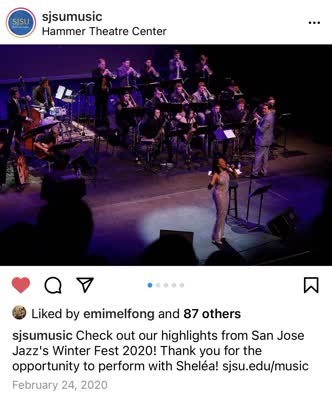 SJSU
sjsumusic
Hammer Theatre Center
Liked by emimelfong and 87 others
sjsumusic Check out our highlights from San Jose
Jazz's Winter Fest 2020! Thank you for the
opportunity to perform with Sheléa! sjsu.edu/music
February 24, 2020